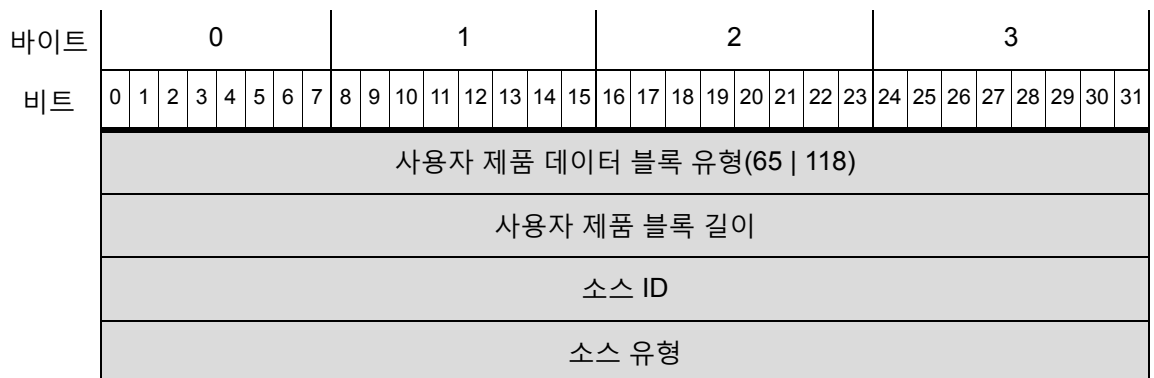 바이트 0 1 2 3
비트 0 1 2 3 4 5 6 7 8 9 10 11 12 13 14 15 16 17 18 19 20 21 22 23 24 25 26 27 28 29 30 31
사용자 제품 데이터 블록 유형(65 | 118)
사용자 제품 블록 길이
소스 ID
소스 유형